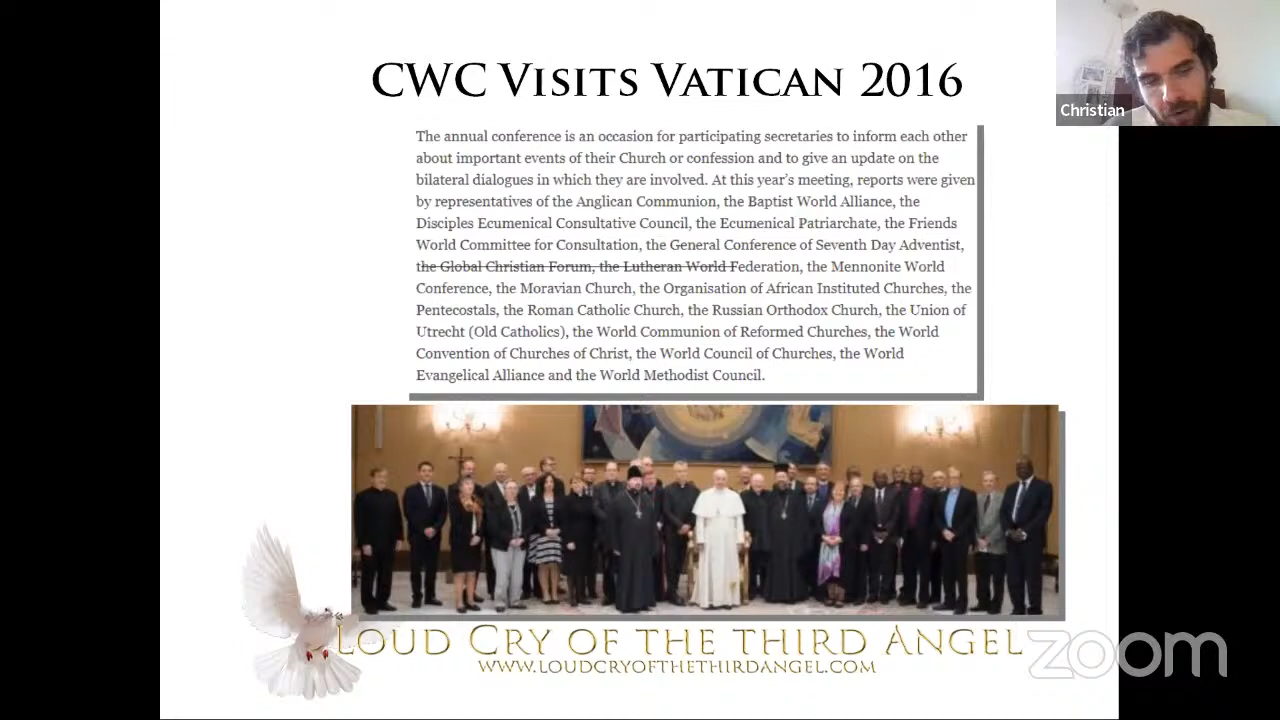 CWC Visits Vatican 2016
Christian
The annual conference is an occasion for participating secretaries to inform each other
about important events of their Church or confession and to give an update on the
bilateral dialogues in which they are involved. At this year's meeting, reports were given
by representatives of the Anglican Communion, the Baptist World Alliance, the
Disciples Ecumenical Consultative Council, the Ecumenical Patriarchate, the Friends
World Committee for Consultation, the General Conference of Seventh Day Adventist,
the Global Christian Forum, the Lutheran World Federation, the Mennonite World
Conference, the Moravian Church, the Organisation of African Instituted Churches, the
Pentecostals, the Roman Catholic Church, the Russian Orthodox Church, the Union of
Utrecht (Old Catholics), the World Communion of Reformed Churches, the World
Convention of Churches of Christ, the World Council of Churches, the World
Evangelical Alliance and the World Methodist Council.
Loud Cry of the third Angel
www.loudcryofthethirdangel.com
zoom